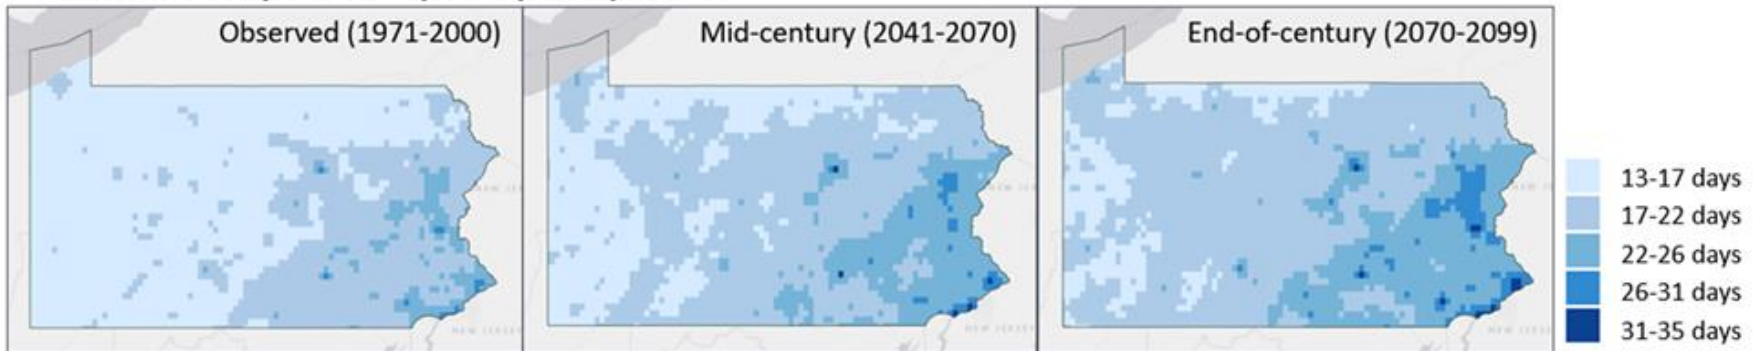 Observed (1971-2000)
Mid-century (2041-2070)
End-of-century (2070-2099)
13-17 days
17-22 days
22-26 days
26-31 days
31-35 days